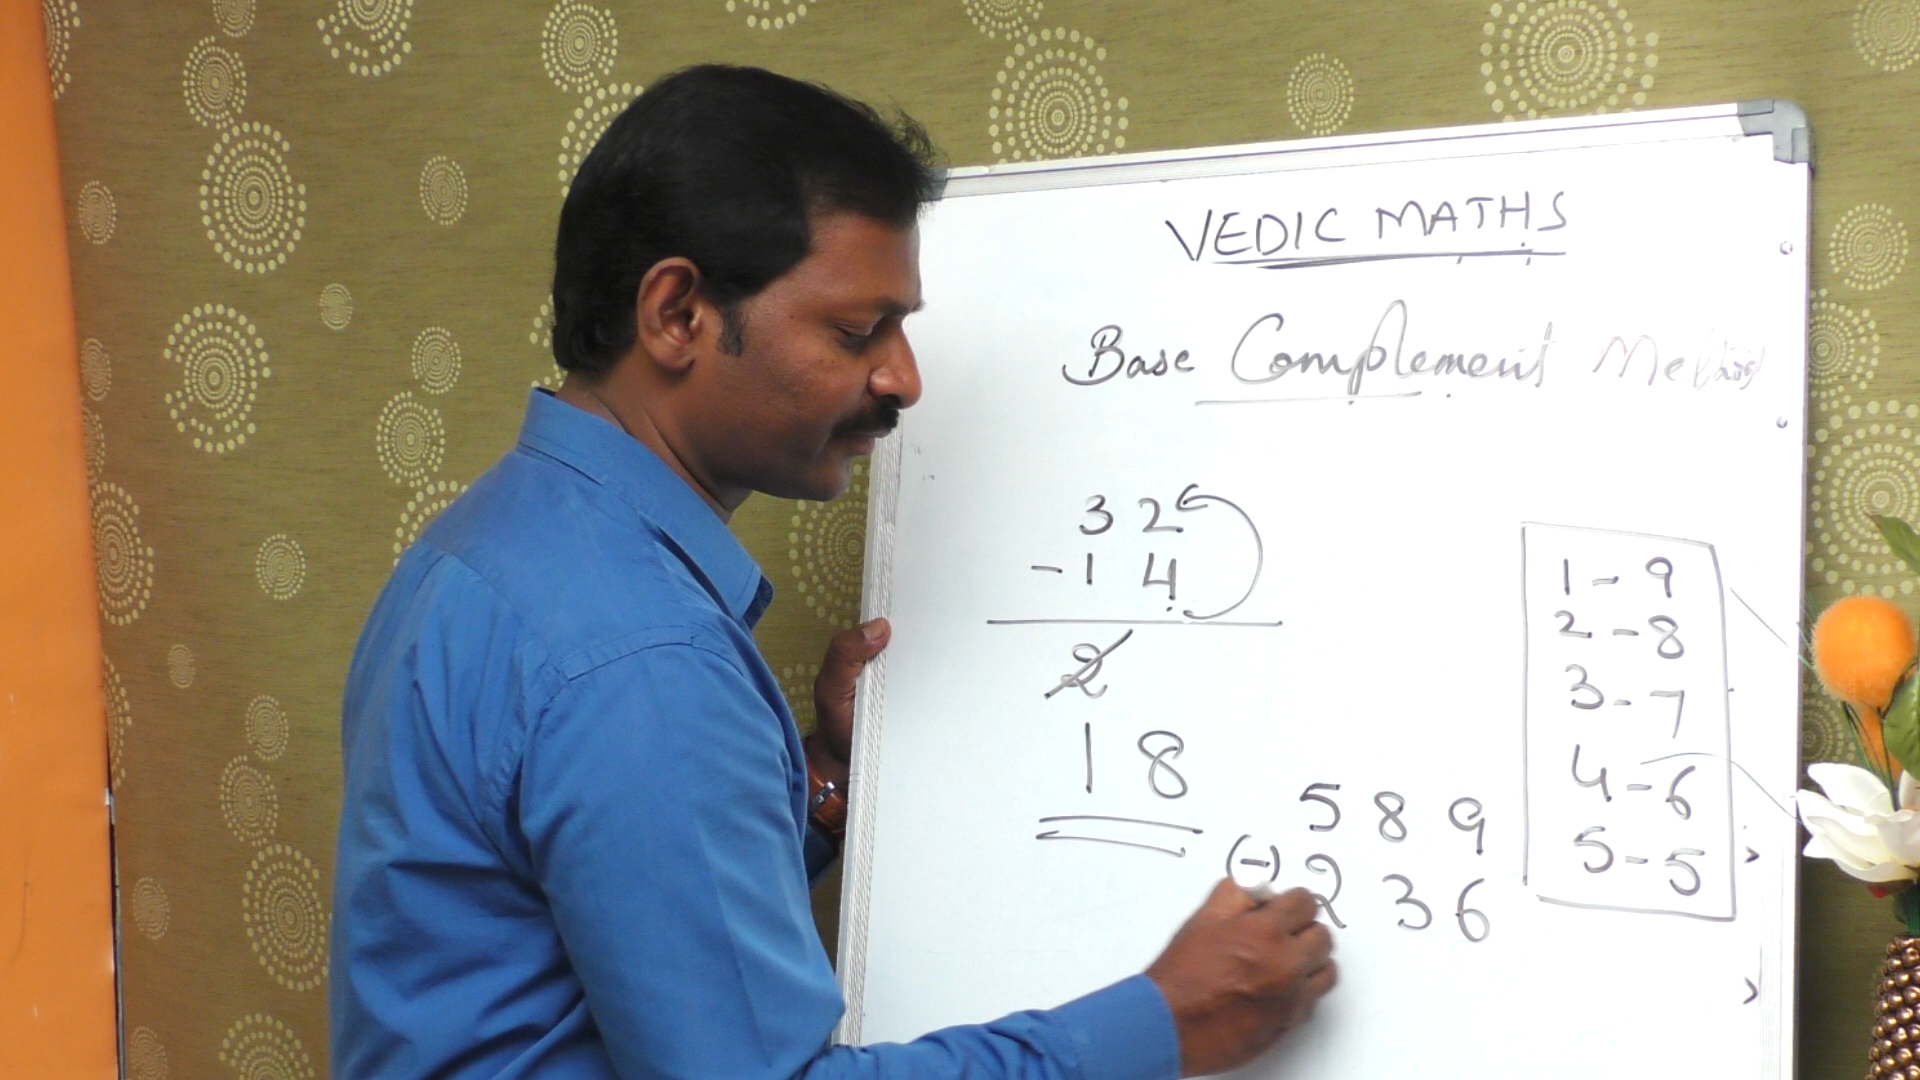 VEDIC MATHS
Base Complement Method
3 2
- 1 4
2
1 8
5 8 9
(-) 2 3 6
1 - 9
2 - 8
3 - 7
4 - 6
5 - 5